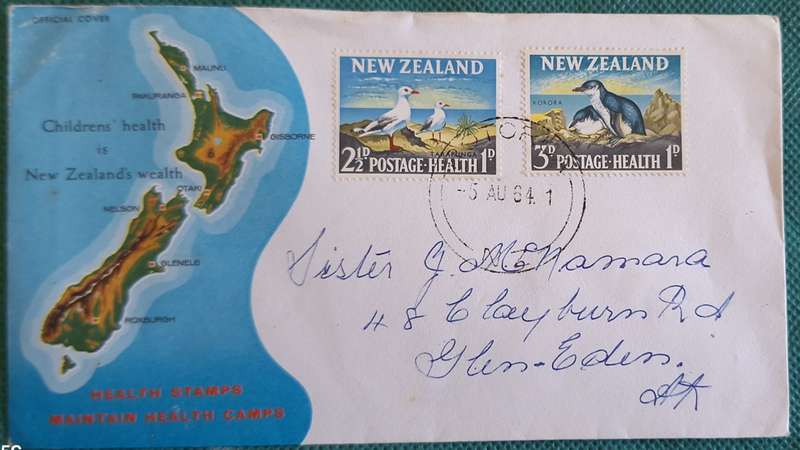 OFFICIAL COVER
MAUNU
PAKURANGA
Childrens' health
is
New Zealand's wealth
GISBORNE
OTAKI
NELSON
GLENELG
ROXBURGH
HEALTH STAMPS
MAINTAIN HEALTH CAMPS
NEW ZEALAND
TARAPUNGA
2½D POSTAGE·HEALTH 1D
NEW ZEALAND
KORORA
3D POSTAGE·HEALTH 1D
-5 AU 64 1
Sister J. McNamara
48 Clayburn Rd
Glen-Eden.